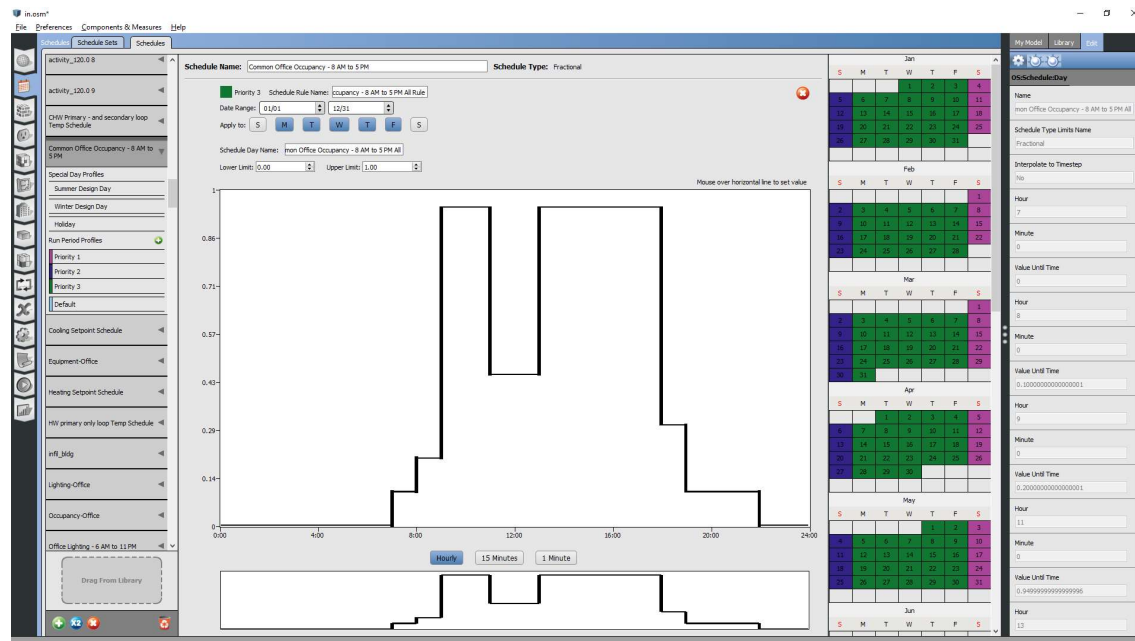 in.osm*
File Preferences Components & Measures Help
Schedules Schedule Sets Schedules
My Model Library Edit
activity_120.0 8
activity_120.0 9
CHW Primary - and secondary loop
Temp Schedule
Common Office Occupancy - 8 AM to
5 PM
Special Day Profiles
Summer Design Day
Winter Design Day
Holiday
Run Period Profiles
Priority 1
Priority 2
Priority 3
Default
Cooling Setpoint Schedule
Equipment-Office
Heating Setpoint Schedule
HW primary only loop Temp Schedule
infil_bldg
Lighting-Office
Occupancy-Office
Office Lighting - 6 AM to 11 PM
Drag From Library
X2
Schedule Name: Common Office Occupancy - 8 AM to 5 PM Schedule Type: Fractional
Priority 3 Schedule Rule Name: ccupancy - 8 AM to 5 PM All Rule
Date Range: 01/01 12/31
Apply to: S M T W T F S
Schedule Day Name: mon Office Occupancy - 8 AM to 5 PM All
Lower Limit: 0.00 Upper Limit: 1.00
Mouse over horizontal line to set value
1
0.86
0.71
0.57
0.43
0.29
0.14
0
0:00 4:00 8:00 12:00 16:00 20:00 24:00
Hourly 15 Minutes 1 Minute
Jan
S M T W T F S
1 2 3 4
5 6 7 8 9 10 11
12 13 14 15 16 17 18
19 20 21 22 23 24 25
26 27 28 29 30 31
Feb
S M T W T F S
1
2 3 4 5 6 7 8
9 10 11 12 13 14 15
16 17 18 19 20 21 22
23 24 25 26 27 28
Mar
S M T W T F S
1
2 3 4 5 6 7 8
9 10 11 12 13 14 15
16 17 18 19 20 21 22
23 24 25 26 27 28 29
30 31
Apr
S M T W T F S
1 2 3 4 5
6 7 8 9 10 11 12
13 14 15 16 17 18 19
20 21 22 23 24 25 26
27 28 29 30
May
S M T W T F S
1 2 3
4 5 6 7 8 9 10
11 12 13 14 15 16 17
18 19 20 21 22 23 24
25 26 27 28 29 30 31
Jun
S M T W T F S
OS:Schedule:Day
Name
mon Office Occupancy - 8 AM to 5 PM All
Schedule Type Limits Name
Fractional
Interpolate to Timestep
No
Hour
7
Minute
0
Value Until Time
0
Hour
8
Minute
0
Value Until Time
0.10000000000000001
Hour
9
Minute
0
Value Until Time
0.20000000000000001
Hour
11
Minute
0
Value Until Time
0.94999999999999996
Hour
13